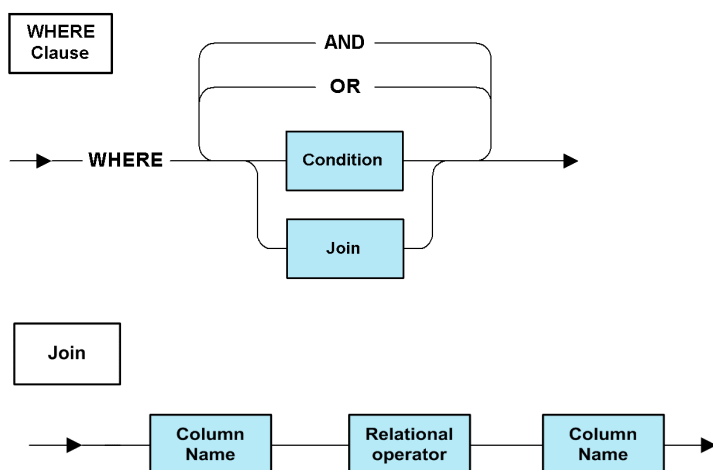 WHERE
Clause
AND
OR
WHERE
Condition
Join
Join
Column
Name
Relational
operator
Column
Name